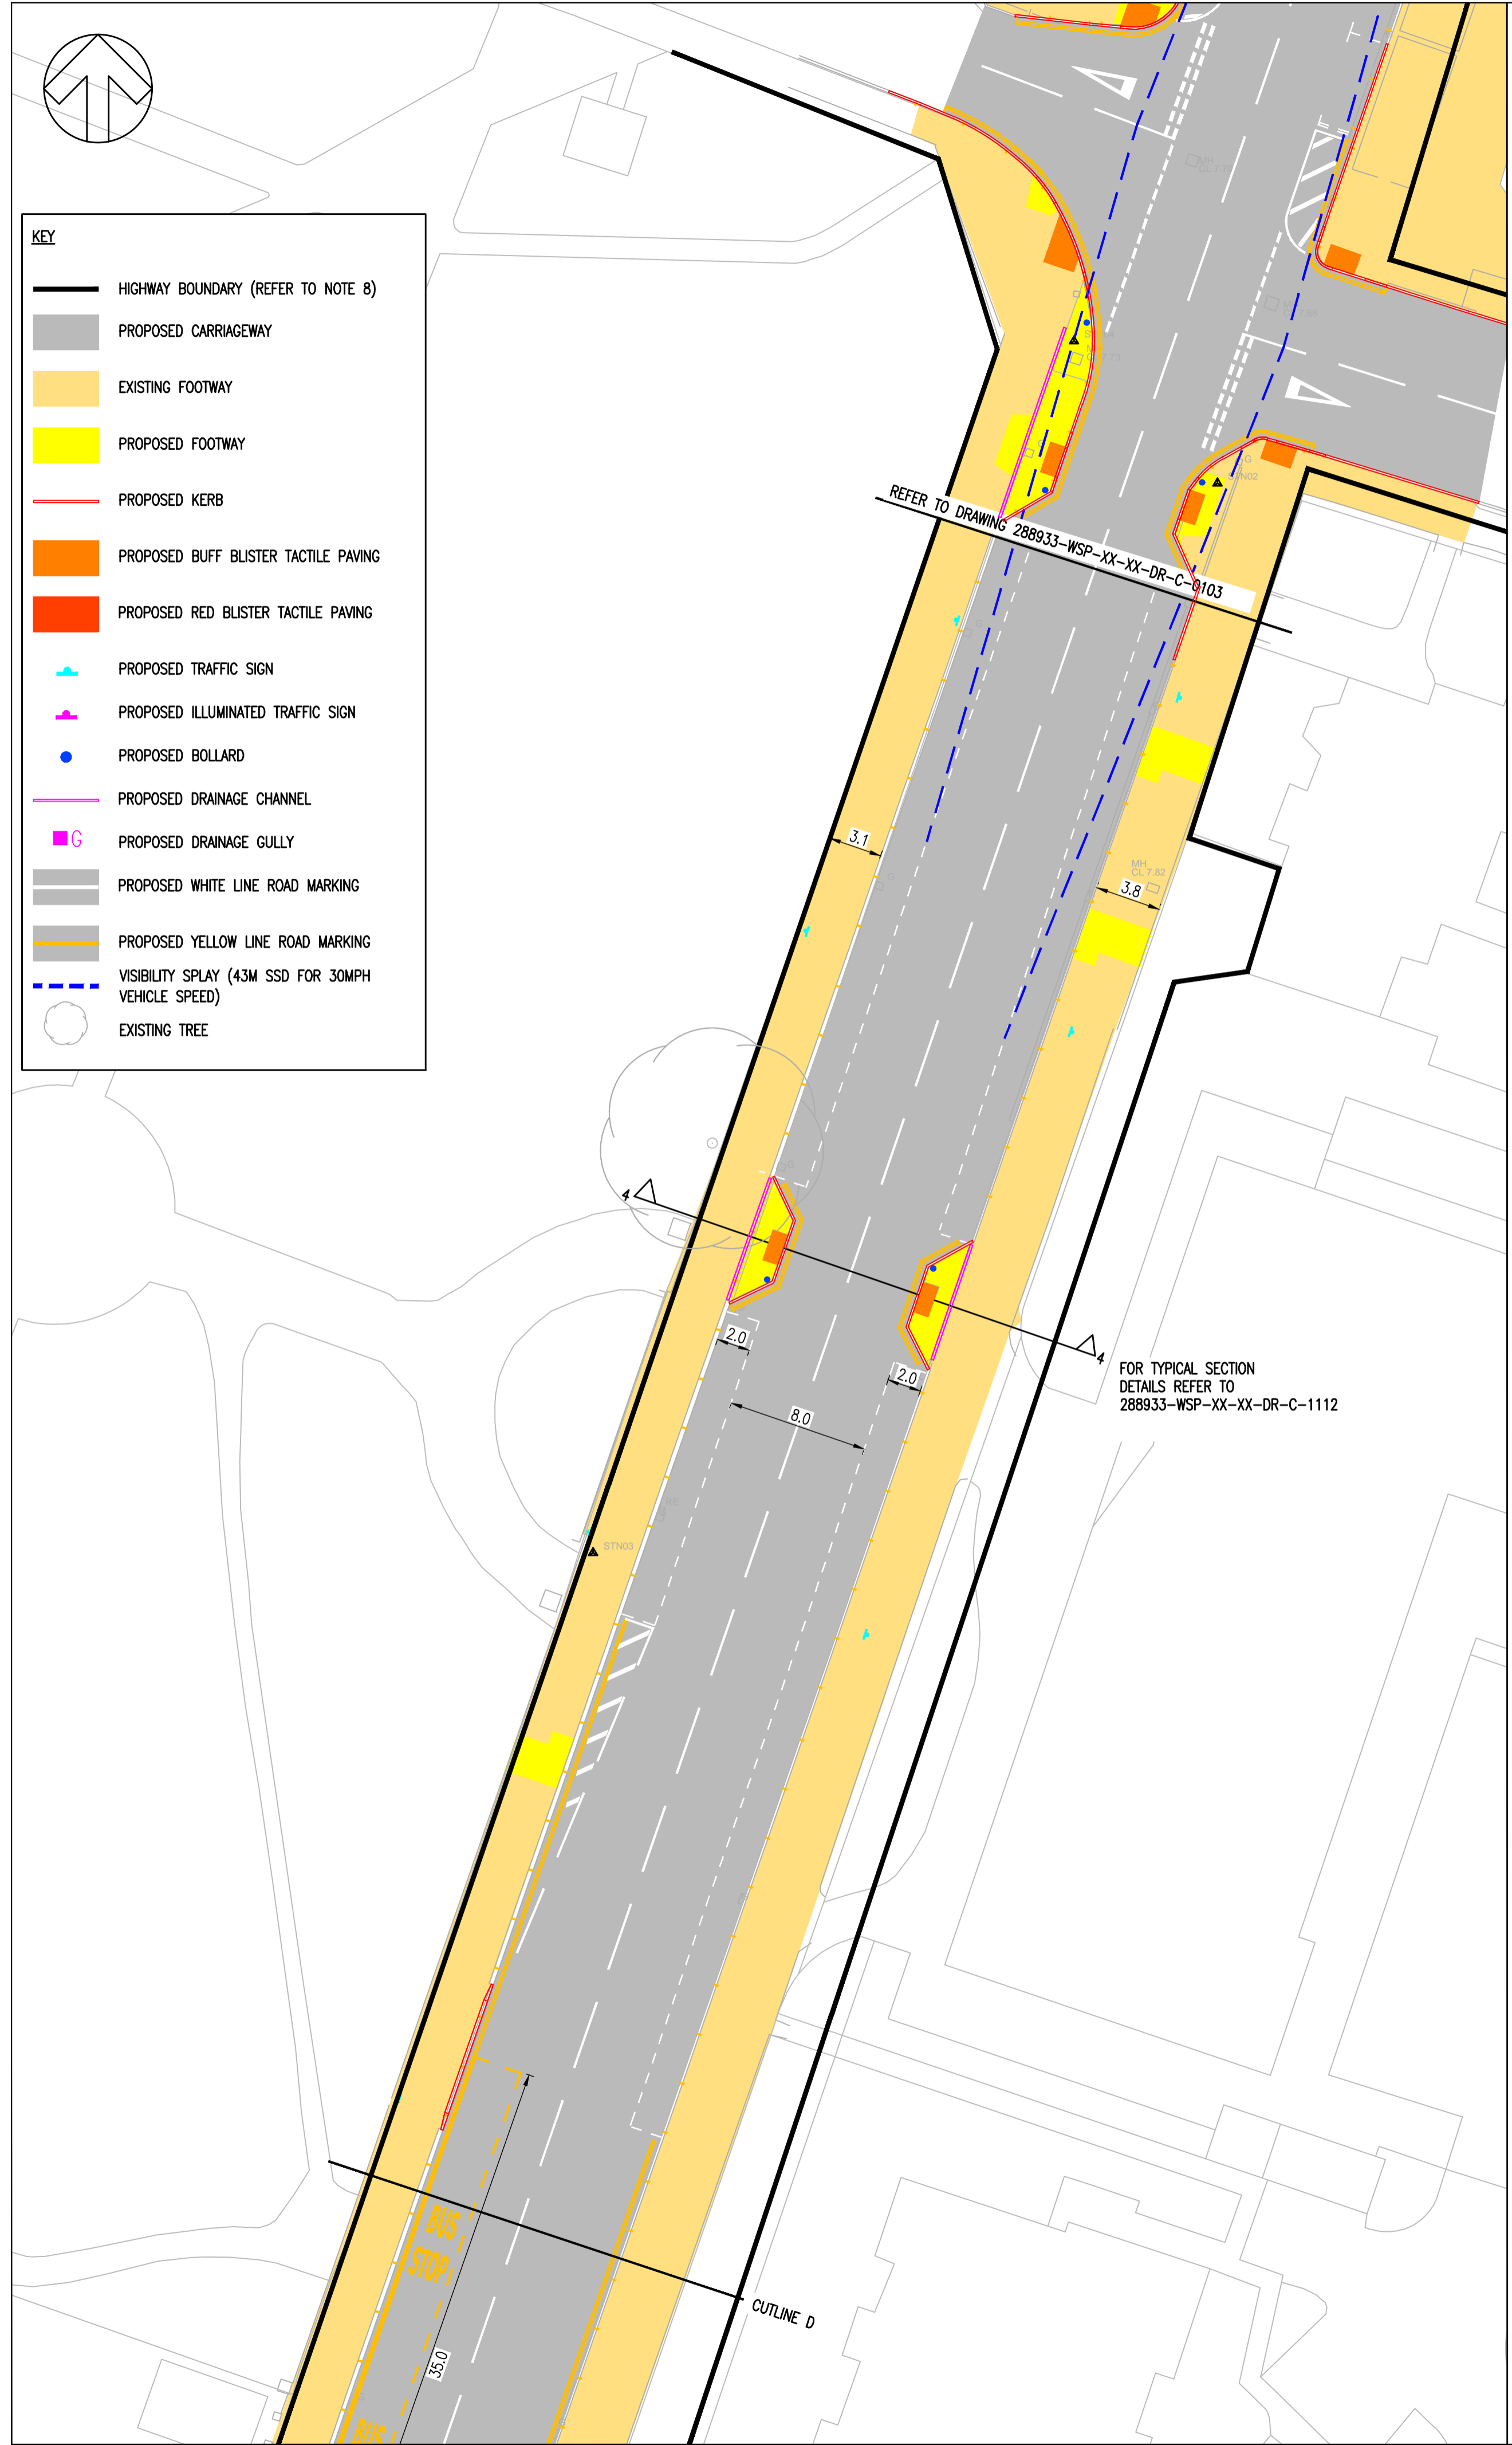 KEY
HIGHWAY BOUNDARY (REFER TO NOTE 8)
PROPOSED CARRIAGEWAY
EXISTING FOOTWAY
PROPOSED FOOTWAY
PROPOSED KERB
PROPOSED BUFF BLISTER TACTILE PAVING
PROPOSED RED BLISTER TACTILE PAVING
PROPOSED TRAFFIC SIGN
PROPOSED ILLUMINATED TRAFFIC SIGN
PROPOSED BOLLARD
PROPOSED DRAINAGE CHANNEL
G
PROPOSED DRAINAGE GULLY
PROPOSED WHITE LINE ROAD MARKING
PROPOSED YELLOW LINE ROAD MARKING
VISIBILITY SPLAY (43M SSD FOR 30MPH
VEHICLE SPEED)
EXISTING TREE
MH
G
STN02
REFER TO DRAWING 288933-WSP-XX-XX-DR-C-0103
G
3.1
G
MH
CL 7.82
3.8
4
G
4
2.0
2.0
8.0
FOR TYPICAL SECTION
DETAILS REFER TO
288933-WSP-XX-XX-DR-C-1112
STN03
BUS
STOP
CUTLINE D
35.0
BUS